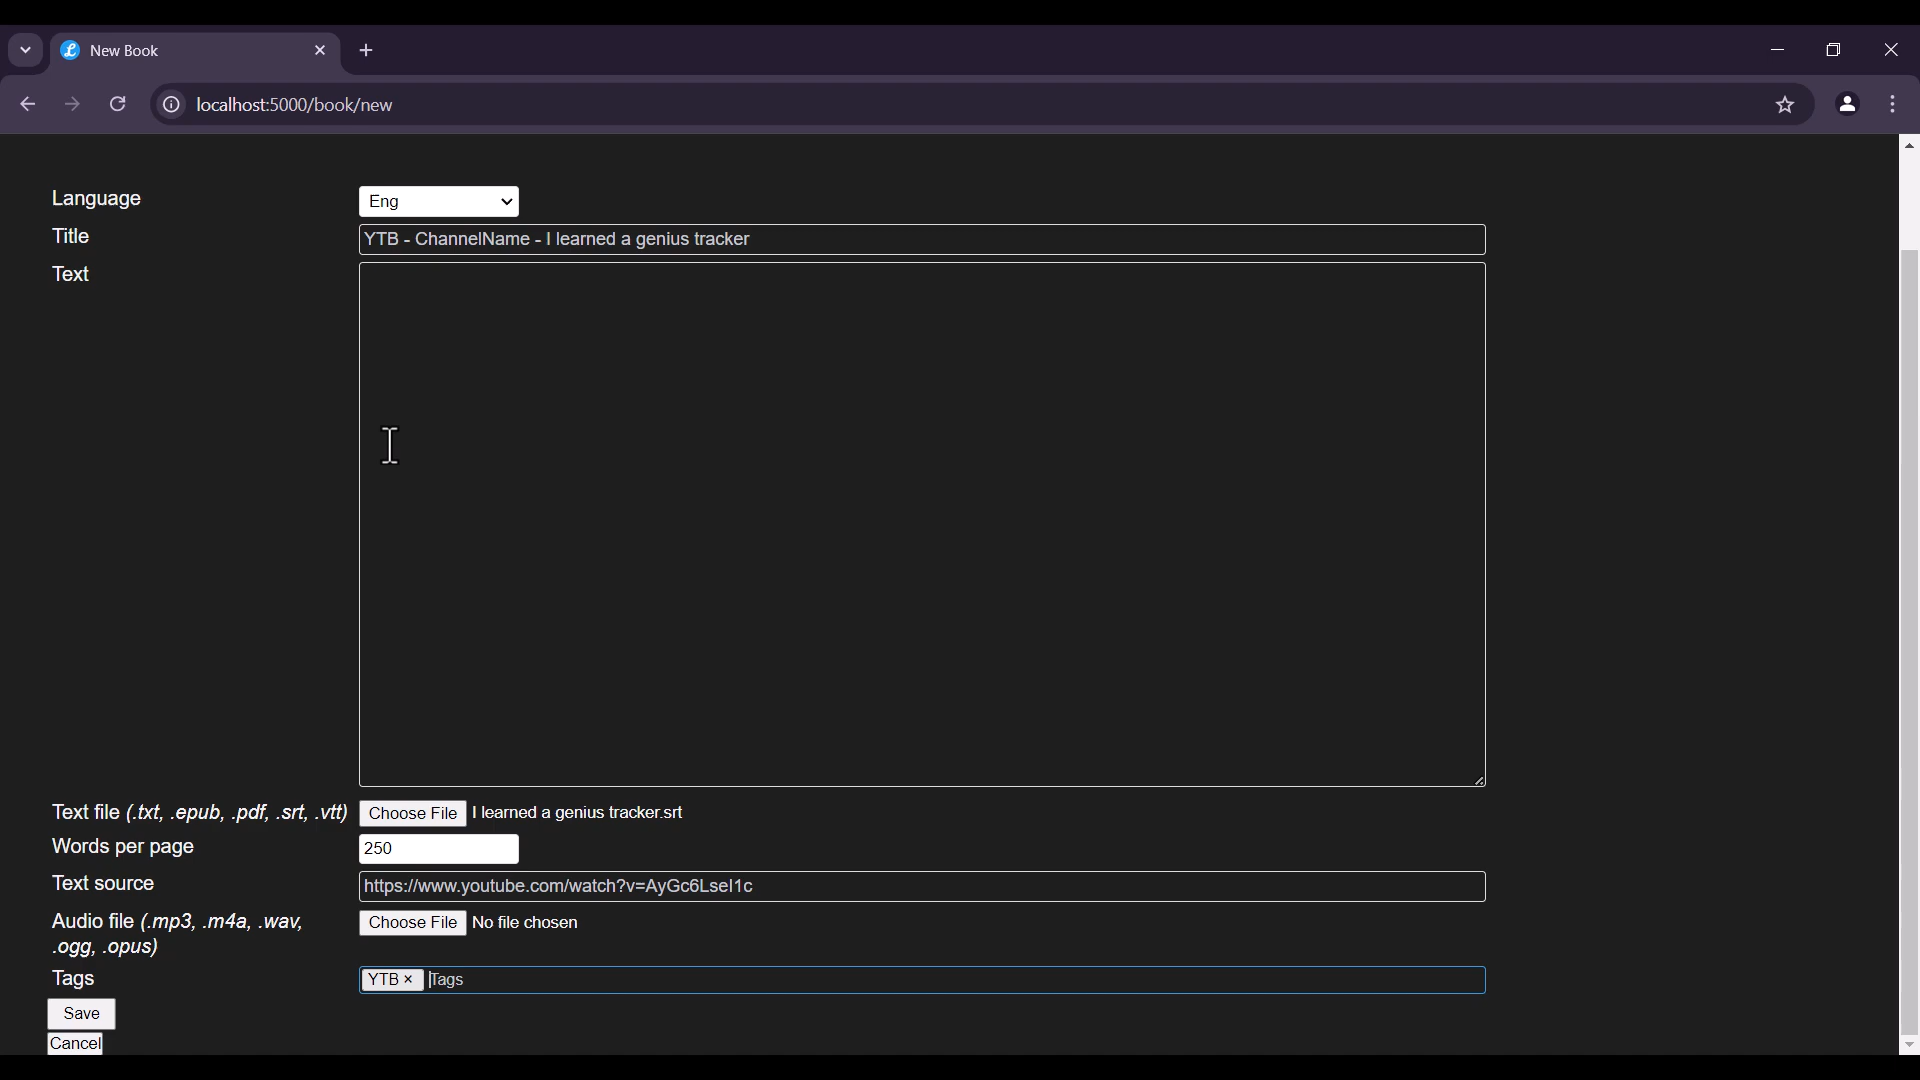 New Book
localhost:5000/book/new
Language Eng
Title YTB - ChannelName - I learned a genius tracker
Text
Text file (.txt, .epub, .pdf, .srt, .vtt) Choose File I learned a genius tracker.srt
Words per page 250
Text source https://www.youtube.com/watch?v=AyGc6LseI1c
Audio file (.mp3, .m4a, .wav, Choose File No file chosen
.ogg, .opus)
Tags YTB × Tags
Save
Cancel